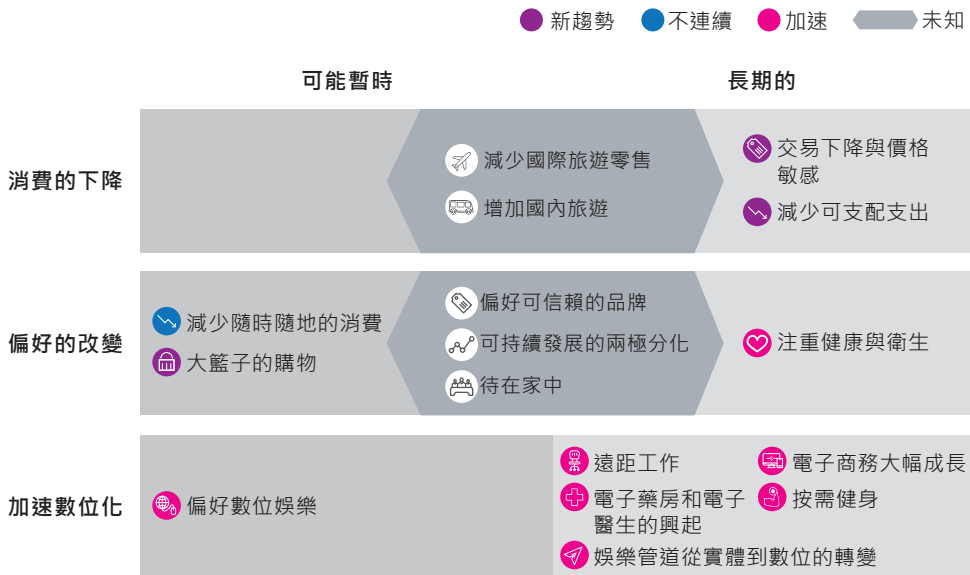 新趨勢 不連續 加速 未知
可能暫時 長期的
消費的下降
減少國際旅遊零售
增加國內旅遊
交易下降與價格
敏感
減少可支配支出
偏好的改變
減少隨時隨地的消費
大籃子的購物
偏好可信賴的品牌
可持續發展的兩極分化
待在家中
注重健康與衛生
加速數位化
偏好數位娛樂
遠距工作
電子商務大幅成長
電子藥房和電子
醫生的興起
按需健身
娛樂管道從實體到數位的轉變